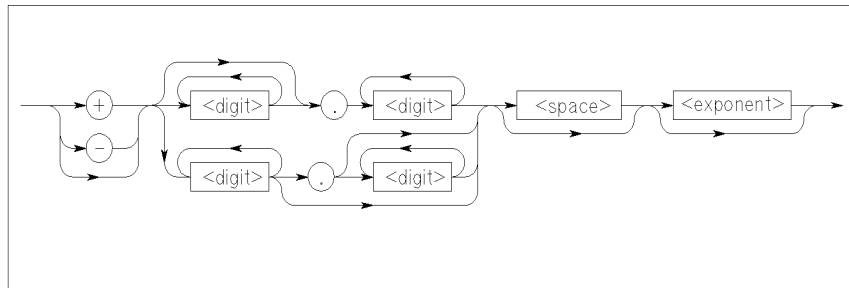 + <digit> . <digit> <space> <exponent>
-
<digit> . <digit>